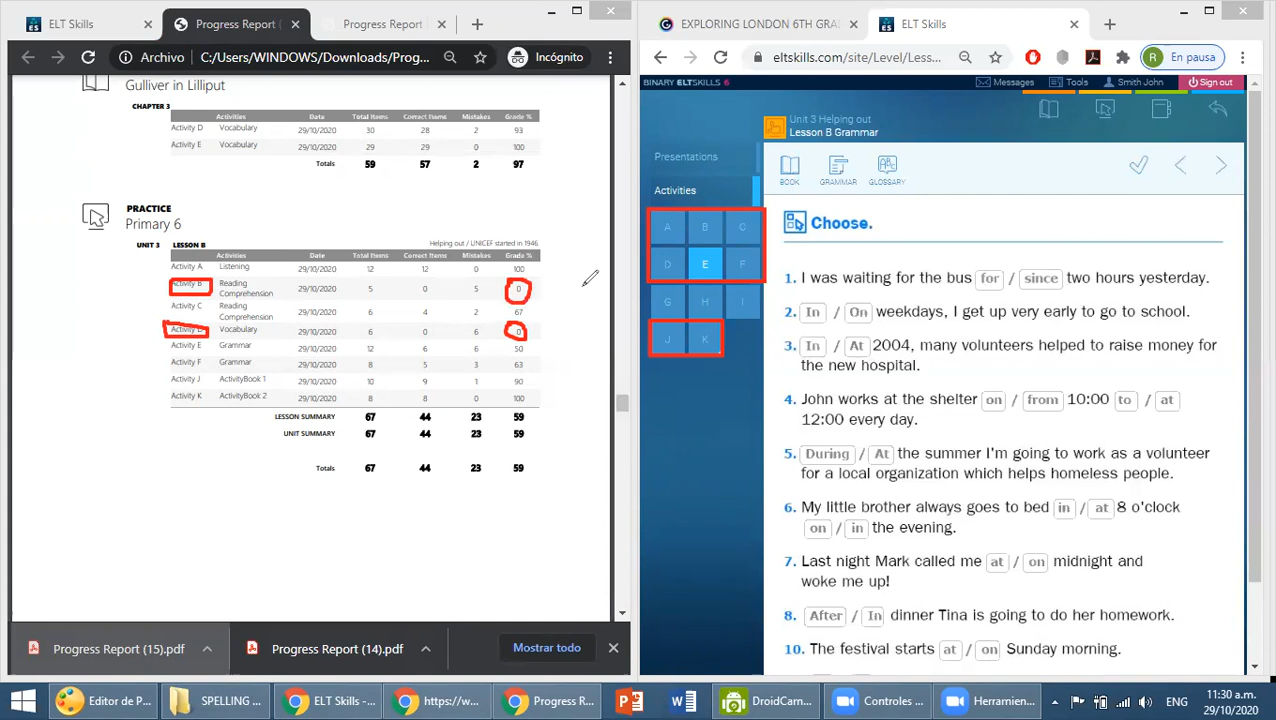 ELT Skills
Progress Report (
Progress Report (
ELT Skills
EXPLORING LONDON 6TH GRA
Archivo
C:/Users/WINDOWS/Downloads/Prog...
Incógnito
eltskills.com/site/Level/Less...
R
En pausa
Gulliver in Lilliput
CHAPTER 3
Activities Date Total Items Correct Items Mistakes Grade %
Activity D Vocabulary 29/10/2020 30 28 2 93
Activity E Vocabulary 29/10/2020 29 29 0 100
Totals 59 57 2 97
PRACTICE
Primary 6
UNIT 3 LESSON B Helping out / UNICEF started in 1946.
Activities Date Total Items Correct Items Mistakes Grade %
Activity A Listening 29/10/2020 12 12 0 100
Activity B Reading Comprehension 29/10/2020 5 0 5 0
Activity C Reading Comprehension 29/10/2020 6 4 2 67
Activity D Vocabulary 29/10/2020 6 0 6 0
Activity E Grammar 29/10/2020 12 6 6 50
Activity F Grammar 29/10/2020 8 5 3 63
Activity J ActivityBook 1 29/10/2020 10 9 1 90
Activity K ActivityBook 2 29/10/2020 8 8 0 100
LESSON SUMMARY 67 44 23 59
UNIT SUMMARY 67 44 23 59
Totals 67 44 23 59
Progress Report (15).pdf
Progress Report (14).pdf
Mostrar todo
BINARY ELTSKILLS 6
Messages
Tools
Smith John
Sign out
Unit 3 Helping out
Lesson B Grammar
Presentations
Activities
A B C
D E F
G H I
J K
BOOK GRAMMAR GLOSSARY
Choose.
1. I was waiting for the bus for / since two hours yesterday.
2. In / On weekdays, I get up very early to go to school.
3. In / At 2004, many volunteers helped to raise money for
the new hospital.
4. John works at the shelter on / from 10:00 to / at
12:00 every day.
5. During / At the summer I'm going to work as a volunteer
for a local organization which helps homeless people.
6. My little brother always goes to bed in / at 8 o'clock
on / in the evening.
7. Last night Mark called me at / on midnight and
woke me up!
8. After / In dinner Tina is going to do her homework.
10. The festival starts at / on Sunday morning.
Editor de P...
SPELLING ...
ELT Skills - ...
https://w...
Progress R...
DroidCam...
Controles ...
Herramien...
ENG
11:30 a.m.
29/10/2020